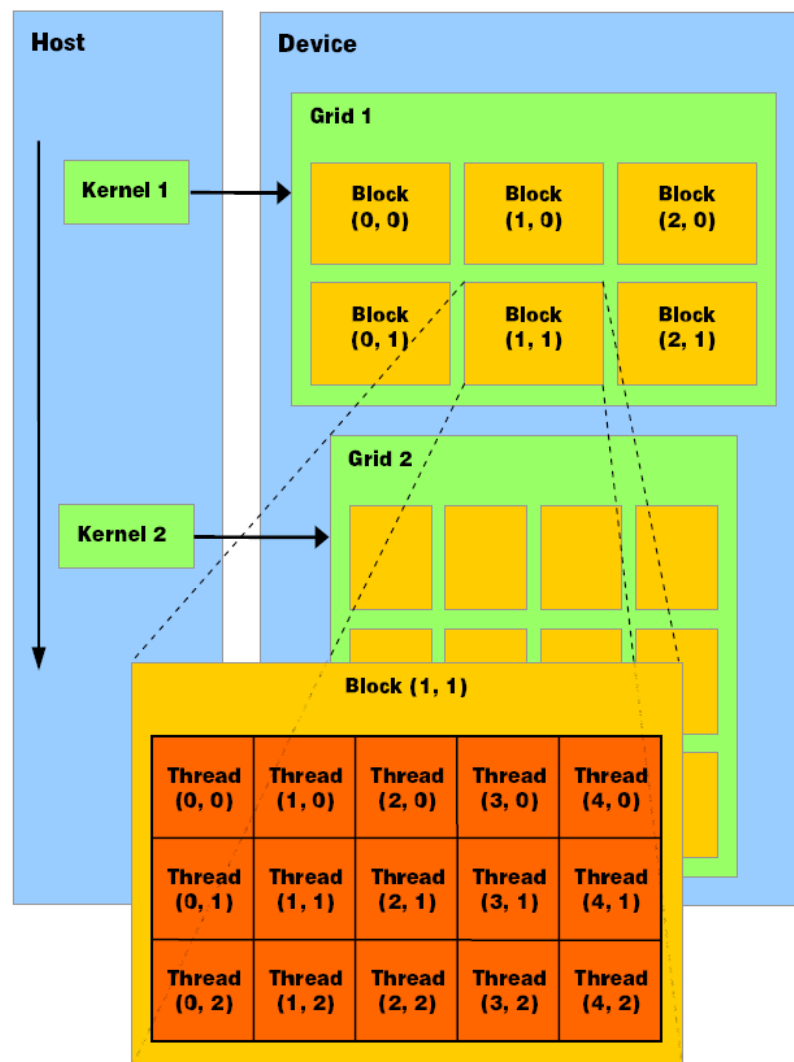 Host
Device
Grid 1
Kernel 1
Block
(0, 0)
Block
(1, 0)
Block
(2, 0)
Block
(0, 1)
Block
(1, 1)
Block
(2, 1)
Grid 2
Kernel 2
Block (1, 1)
Thread
(0, 0)
Thread
(1, 0)
Thread
(2, 0)
Thread
(3, 0)
Thread
(4, 0)
Thread
(0, 1)
Thread
(1, 1)
Thread
(2, 1)
Thread
(3, 1)
Thread
(4, 1)
Thread
(0, 2)
Thread
(1, 2)
Thread
(2, 2)
Thread
(3, 2)
Thread
(4, 2)